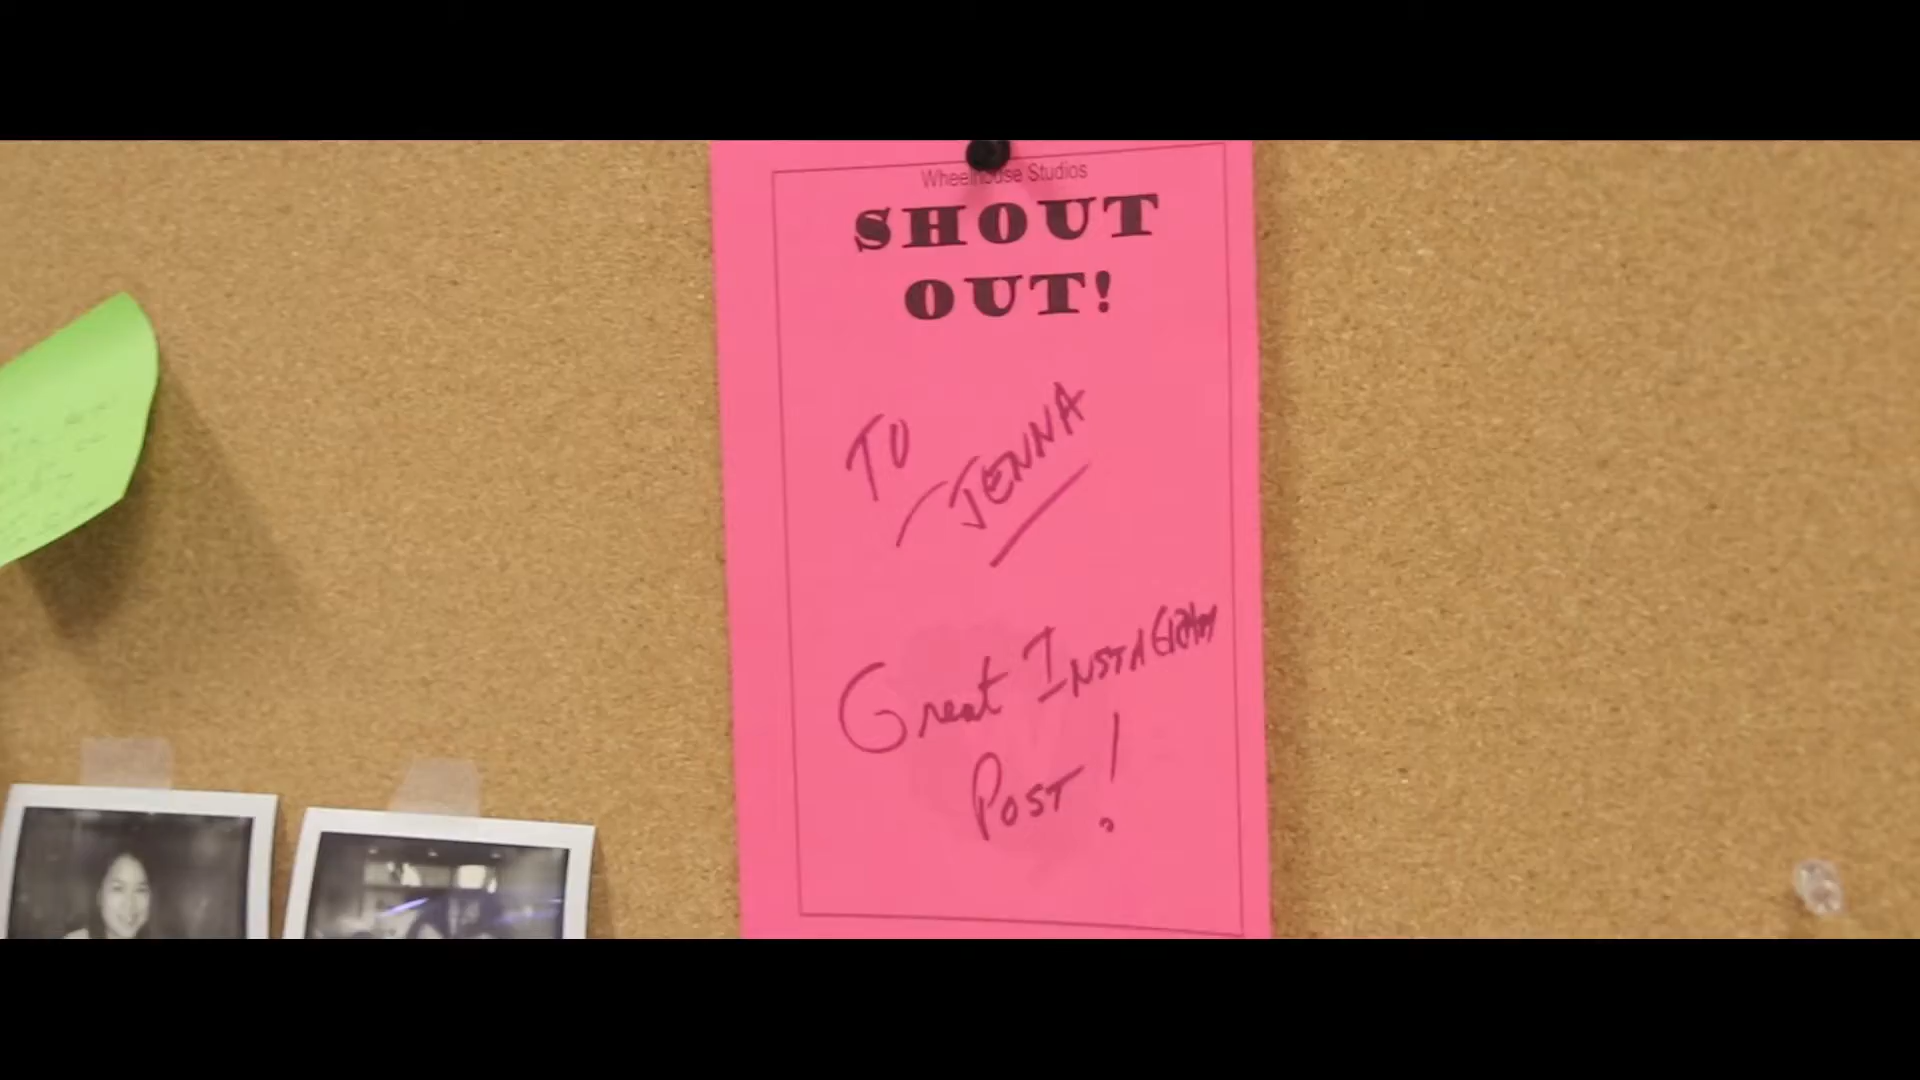 Wheelhouse Studios
SHOUT
OUT!
TO
JENNA
Great INSTAGRAM
POST!